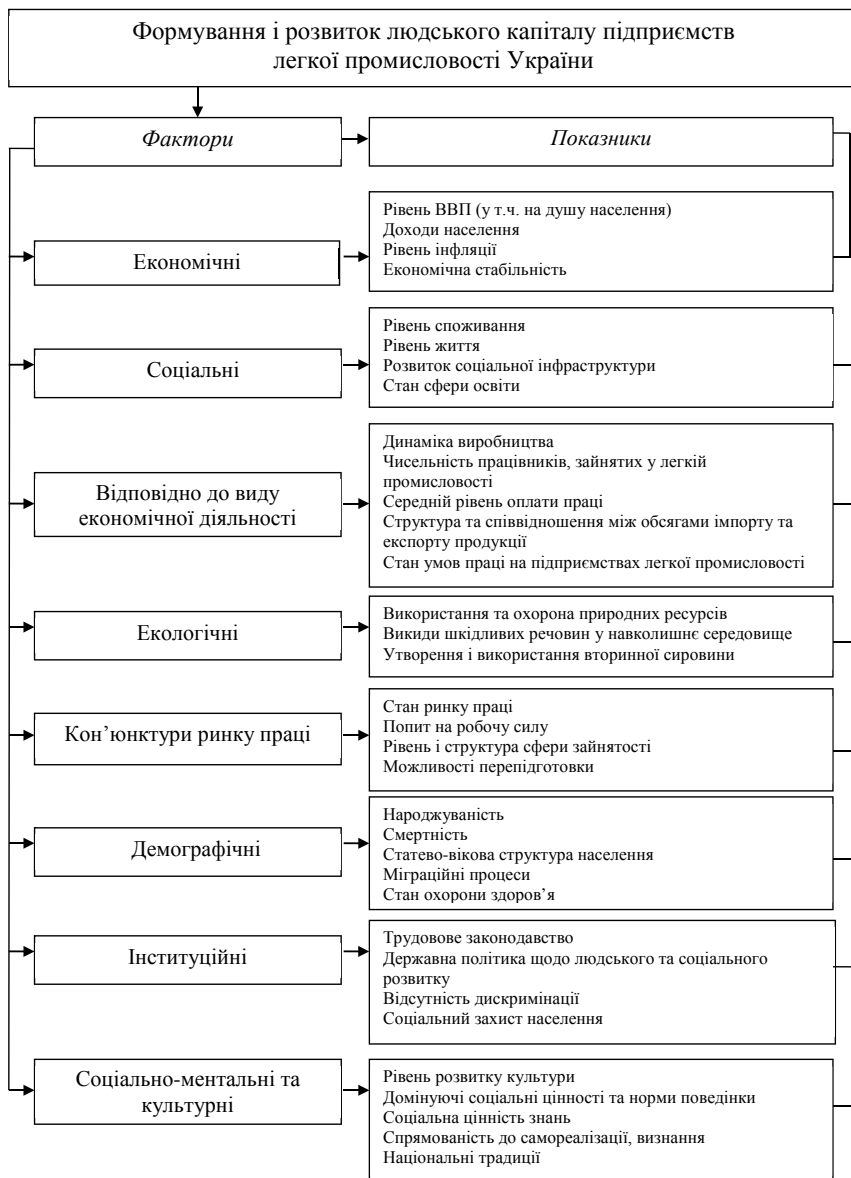 Формування і розвиток людського капіталу підприємств
легкої промисловості України
Фактори
Показники
Економічні
Рівень ВВП (у т.ч. на душу населення)
Доходи населення
Рівень інфляції
Економічна стабільність
Соціальні
Рівень споживання
Рівень життя
Розвиток соціальної інфраструктури
Стан сфери освіти
Відповідно до виду
економічної діяльності
Динаміка виробництва
Чисельність працівників, зайнятих у легкій
промисловості
Середній рівень оплати праці
Структура та співвідношення між обсягами імпорту та
експорту продукції
Стан умов праці на підприємствах легкої промисловості
Екологічні
Використання та охорона природних ресурсів
Викиди шкідливих речовин у навколишнє середовище
Утворення і використання вторинної сировини
Кон’юнктури ринку праці
Стан ринку праці
Попит на робочу силу
Рівень і структура сфери зайнятості
Можливості перепідготовки
Демографічні
Народжуваність
Смертність
Статево-вікова структура населення
Міграційні процеси
Стан охорони здоров’я
Інституційні
Трудовове законодавство
Державна політика щодо людського та соціального
розвитку
Відсутність дискримінації
Соціальний захист населення
Соціально-ментальні та
культурні
Рівень розвитку культури
Домінуючі соціальні цінності та норми поведінки
Соціальна цінність знань
Спрямованість до самореалізації, визнання
Національні традиції